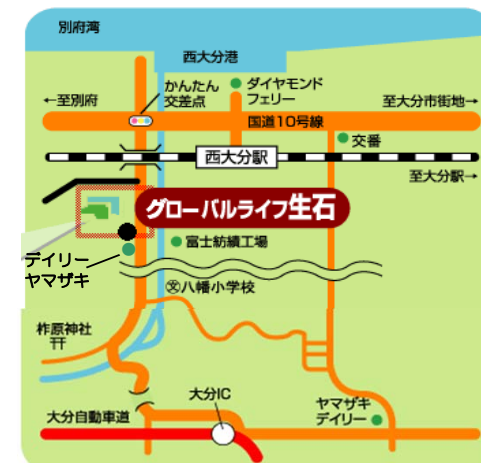 別府湾
西大分港
かんたん
交差点
ダイヤモンド
フェリー
←至別府
至大分市街地→
国道10号線
交番
西大分駅
至大分駅→
グローバルライフ生石
デイリー
ヤマザキ
富士紡績工場
文八幡小学校
柞原神社
大分IC
大分自動車道
ヤマザキ
デイリー